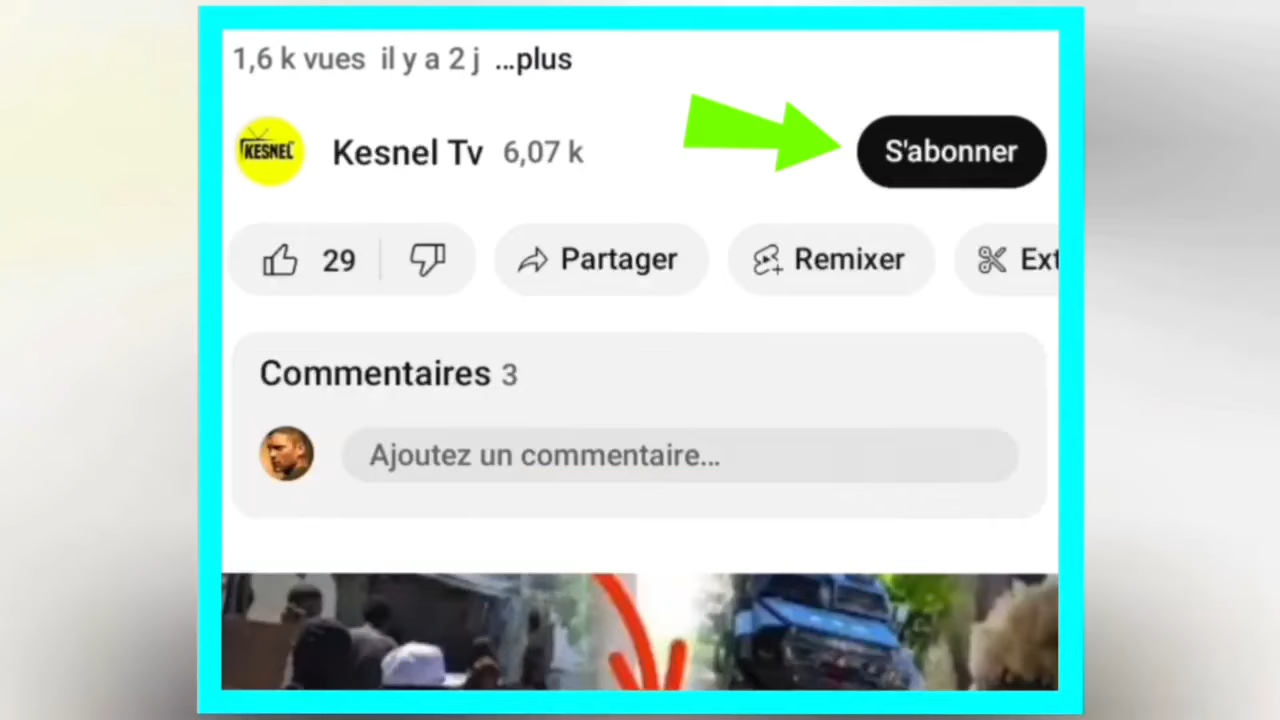 1,6 k vues il y a 2 j ...plus
KESNEL
Kesnel Tv 6,07 k
S'abonner
29
Partager
Remixer
Ext
Commentaires 3
Ajoutez un commentaire...